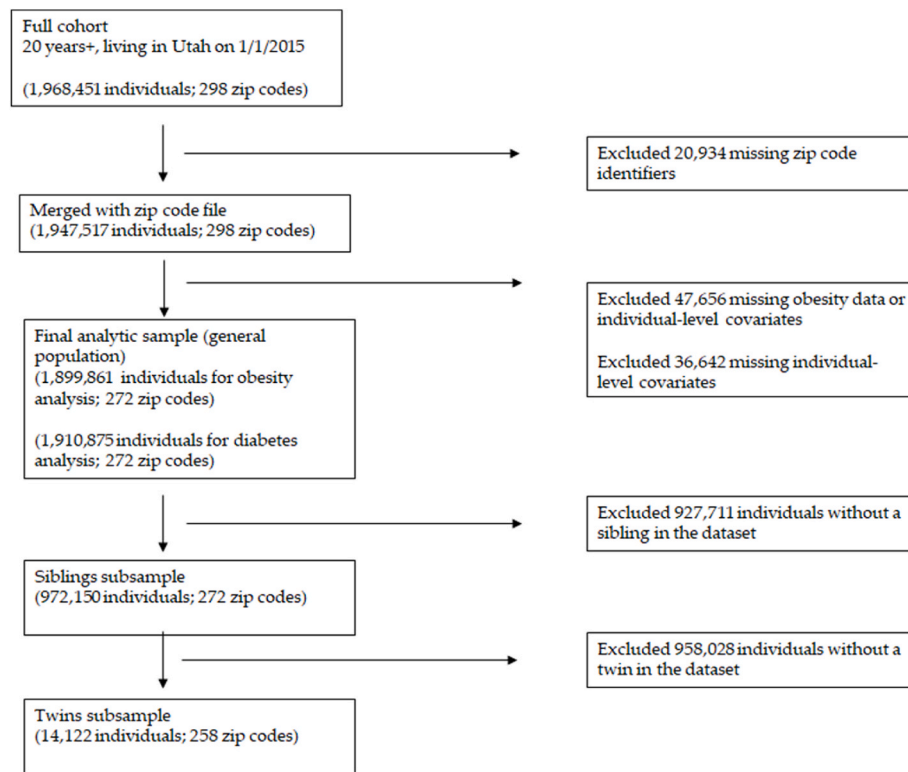 Full cohort
20 years+, living in Utah on 1/1/2015
(1,968,451 individuals; 298 zip codes)
Excluded 20,934 missing zip code
identifiers
Merged with zip code file
(1,947,517 individuals; 298 zip codes)
Excluded 47,656 missing obesity data or
individual-level covariates
Excluded 36,642 missing individual-
level covariates
Final analytic sample (general
population)
(1,899,861 individuals for obesity
analysis; 272 zip codes)
(1,910,875 individuals for diabetes
analysis; 272 zip codes)
Excluded 927,711 individuals without a
sibling in the dataset
Siblings subsample
(972,150 individuals; 272 zip codes)
Excluded 958,028 individuals without a
twin in the dataset
Twins subsample
(14,122 individuals; 258 zip codes)